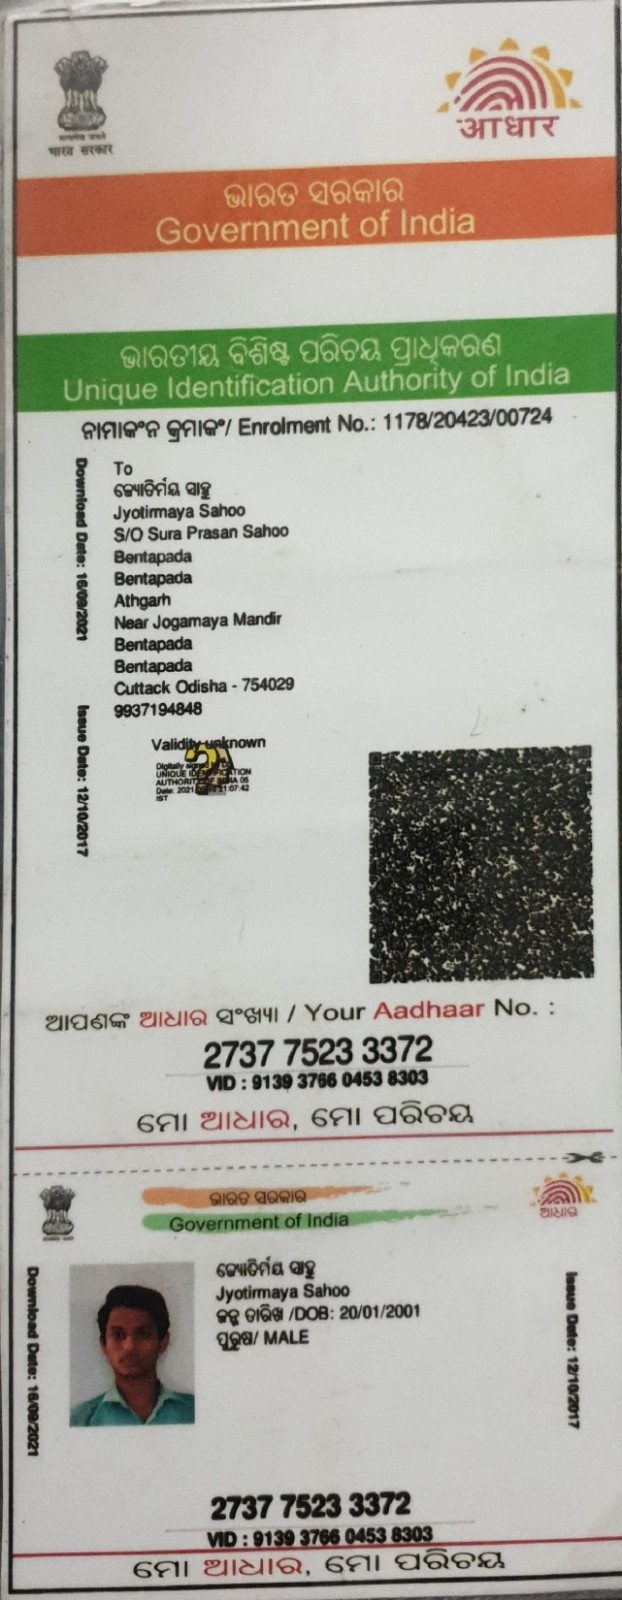 सत्यमेव जयते
भारत सरकार
आधार
ଭାରତ ସରକାର
Government of India
ଭାରତୀୟ ବିଶିଷ୍ଟ ପରିଚୟ ପ୍ରାଧିକରଣ
Unique Identification Authority of India
ନାମାକଂନ କ୍ରମାକଂ/ Enrolment No.: 1178/20423/00724
Download Date: 16/09/2021
Issue Date: 12/10/2017
To
ଜ୍ୟୋତିର୍ମୟ ସାହୁ
Jyotirmaya Sahoo
S/O Sura Prasan Sahoo
Bentapada
Bentapada
Athgarh
Near Jogamaya Mandir
Bentapada
Bentapada
Cuttack Odisha - 754029
9937194848
Validity unknown
Digitally signed
UNIQUE IDENTIFICATION
AUTHORITY OF INDIA 05
Date: 2021 21:07:42
IST
ଆପଣଙ୍କ ଆଧାର ସଂଖ୍ୟା / Your Aadhaar No. :
2737 7523 3372
VID : 9139 3766 0453 8303
ମୋ ଆଧାର, ମୋ ପରିଚୟ
ଭାରତ ସରକାର
Government of India
ଆଧାର
Download Date: 16/09/2021
ଜ୍ୟୋତିର୍ମୟ ସାହୁ
Jyotirmaya Sahoo
ଜନ୍ମ ତାରିଖ /DOB: 20/01/2001
ପୁରୁଷ/ MALE
Issue Date: 12/10/2017
2737 7523 3372
VID : 9139 3766 0453 8303
ମୋ ଆଧାର, ମୋ ପରିଚୟ